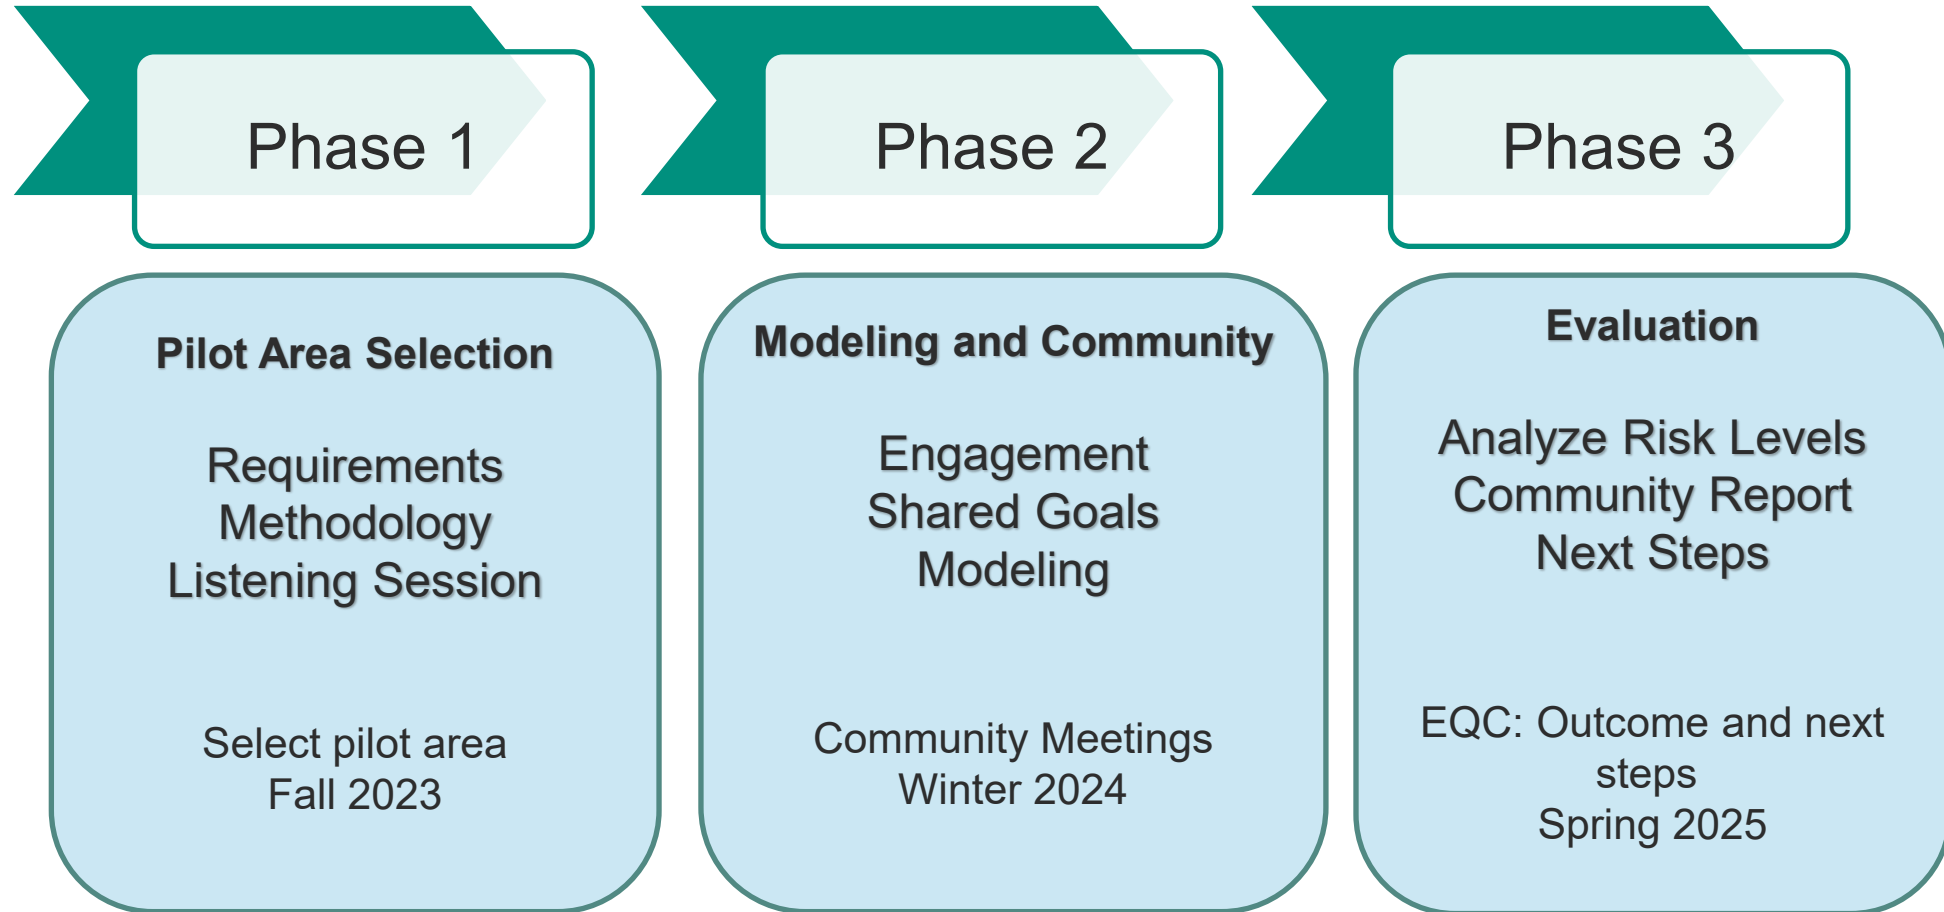 Phase 1
Phase 2
Phase 3
Pilot Area Selection
Requirements
Methodology
Listening Session
Select pilot area
Fall 2023
Modeling and Community
Engagement
Shared Goals
Modeling
Community Meetings
Winter 2024
Evaluation
Analyze Risk Levels
Community Report
Next Steps
EQC: Outcome and next
steps
Spring 2025